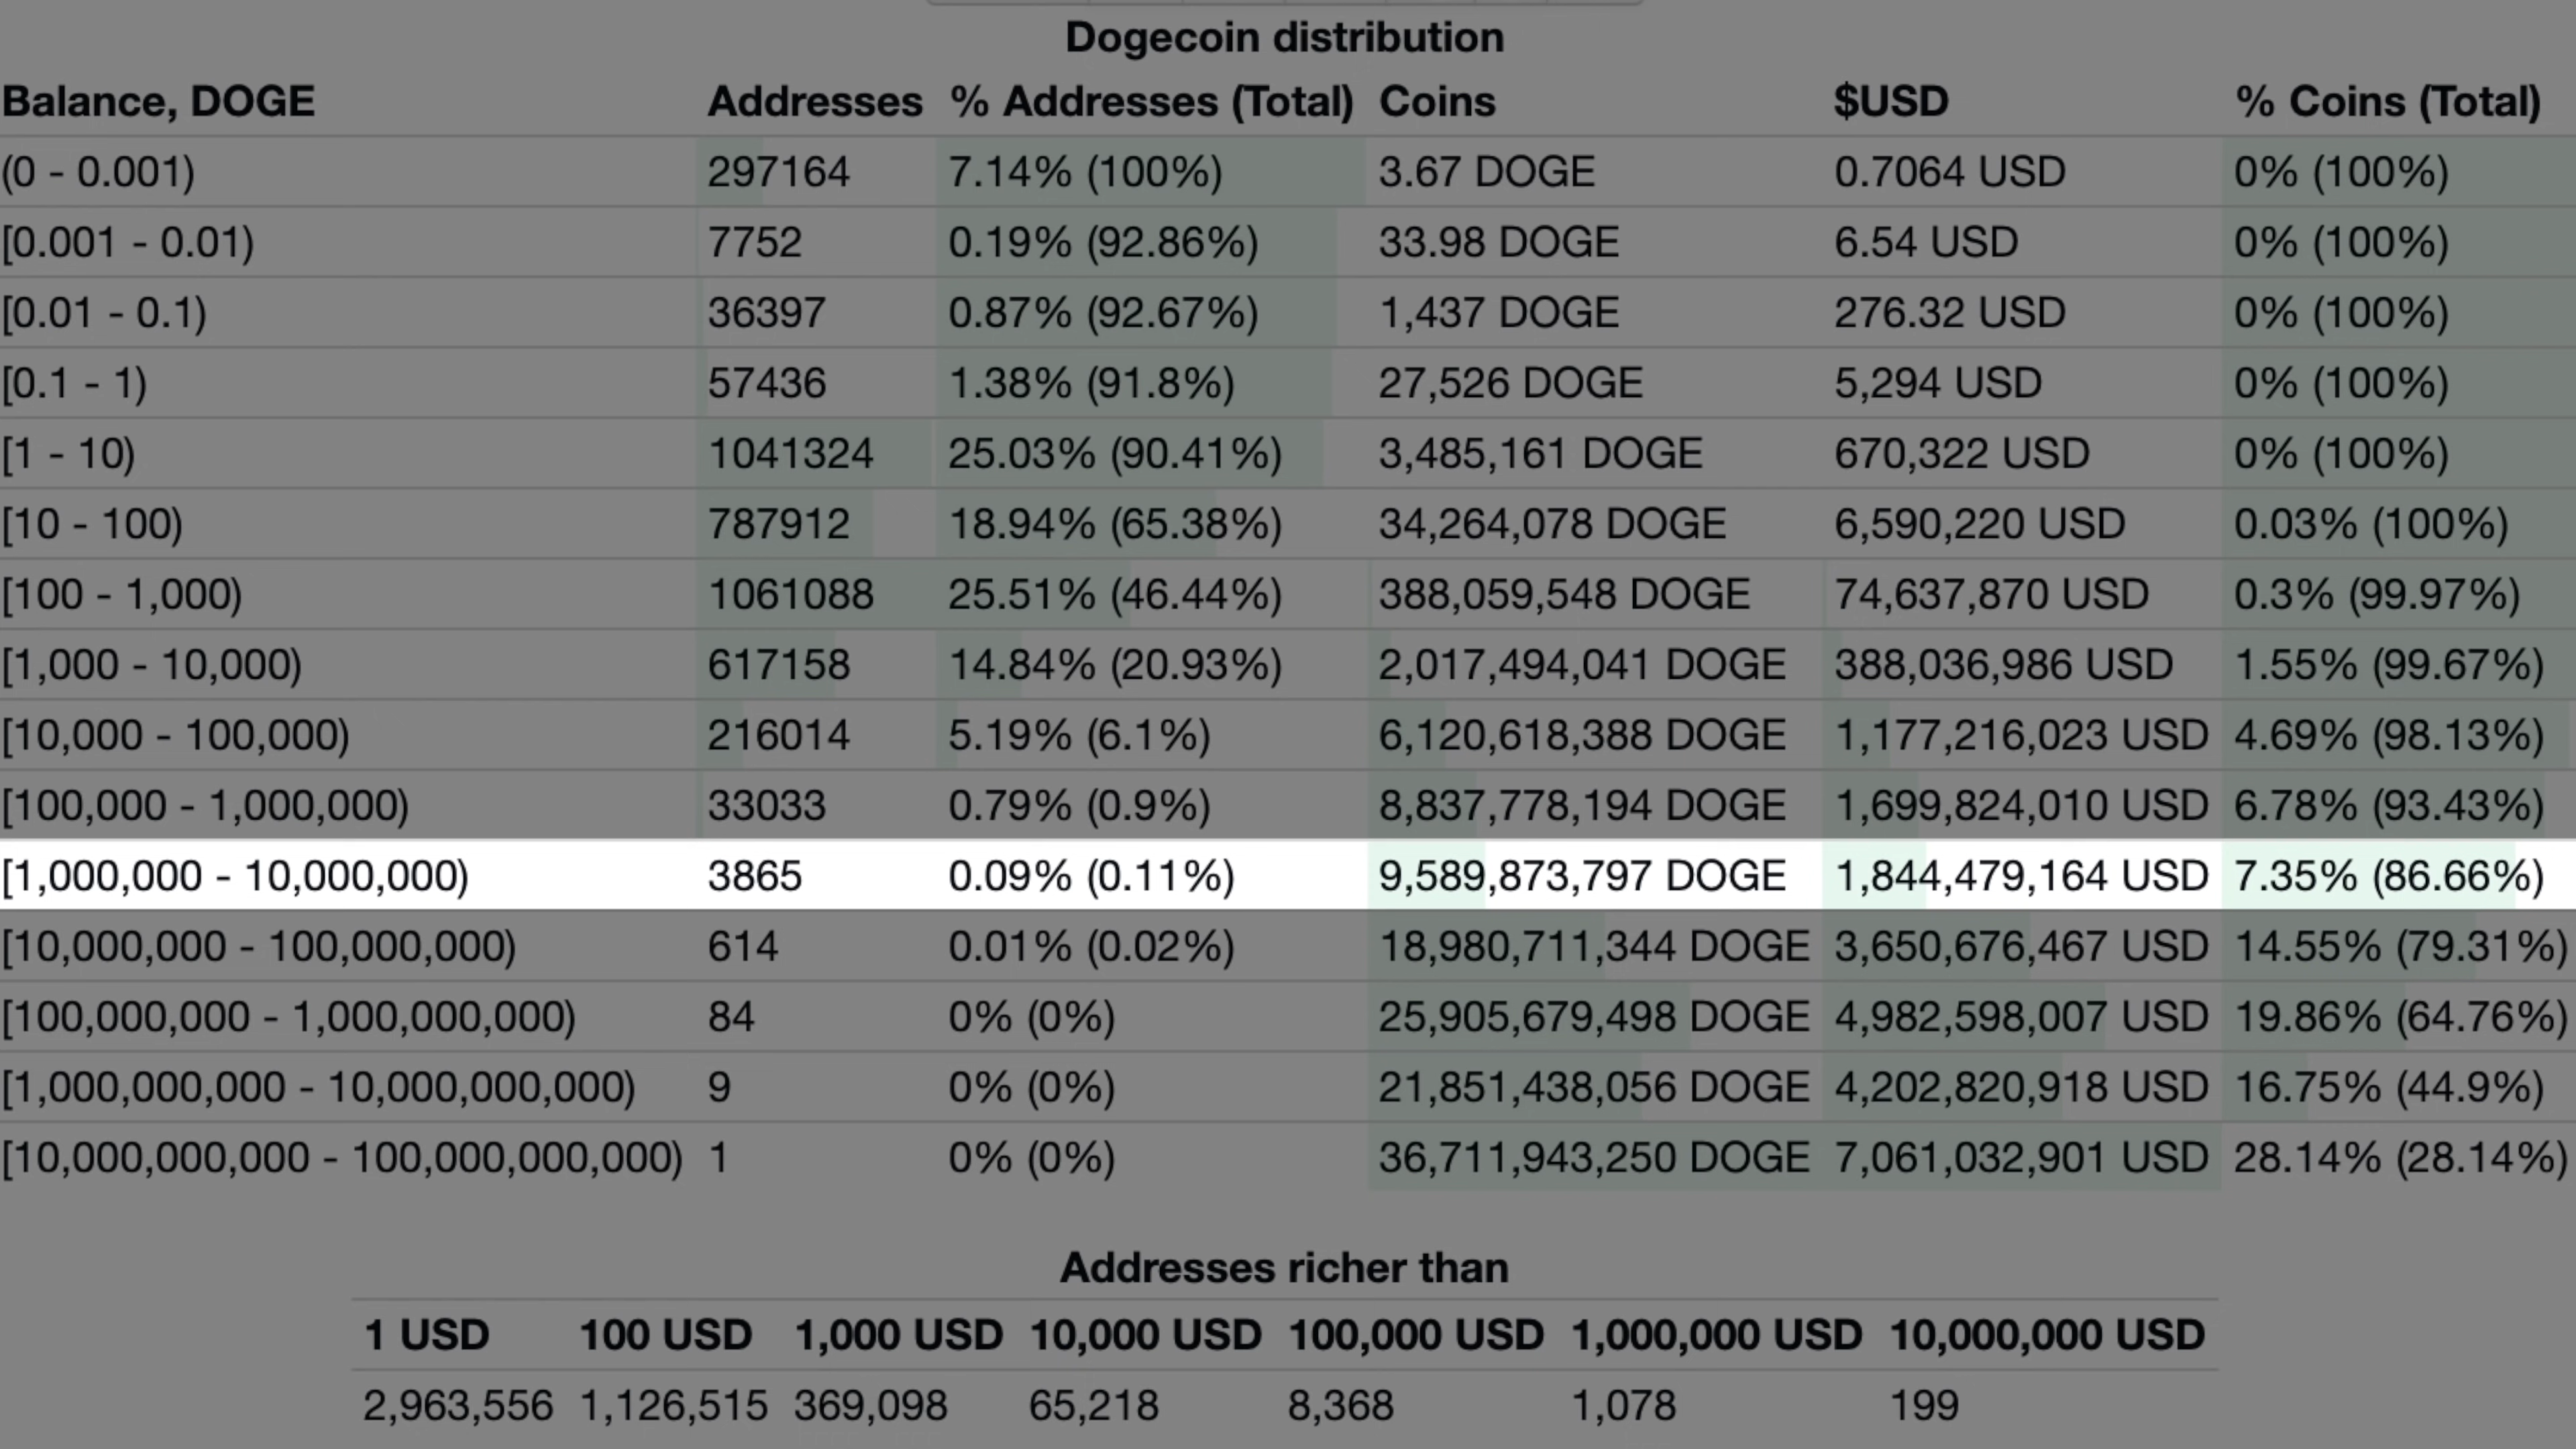 Dogecoin distribution
Balance, DOGE Addresses % Addresses (Total) Coins $USD % Coins (Total)
(0 - 0.001) 297164 7.14% (100%) 3.67 DOGE 0.7064 USD 0% (100%)
[0.001 - 0.01) 7752 0.19% (92.86%) 33.98 DOGE 6.54 USD 0% (100%)
[0.01 - 0.1) 36397 0.87% (92.67%) 1,437 DOGE 276.32 USD 0% (100%)
[0.1 - 1) 57436 1.38% (91.8%) 27,526 DOGE 5,294 USD 0% (100%)
[1 - 10) 1041324 25.03% (90.41%) 3,485,161 DOGE 670,322 USD 0% (100%)
[10 - 100) 787912 18.94% (65.38%) 34,264,078 DOGE 6,590,220 USD 0.03% (100%)
[100 - 1,000) 1061088 25.51% (46.44%) 388,059,548 DOGE 74,637,870 USD 0.3% (99.97%)
[1,000 - 10,000) 617158 14.84% (20.93%) 2,017,494,041 DOGE 388,036,986 USD 1.55% (99.67%)
[10,000 - 100,000) 216014 5.19% (6.1%) 6,120,618,388 DOGE 1,177,216,023 USD 4.69% (98.13%)
[100,000 - 1,000,000) 33033 0.79% (0.9%) 8,837,778,194 DOGE 1,699,824,010 USD 6.78% (93.43%)
[1,000,000 - 10,000,000) 3865 0.09% (0.11%) 9,589,873,797 DOGE 1,844,479,164 USD 7.35% (86.66%)
[10,000,000 - 100,000,000) 614 0.01% (0.02%) 18,980,711,344 DOGE 3,650,676,467 USD 14.55% (79.31%)
[100,000,000 - 1,000,000,000) 84 0% (0%) 25,905,679,498 DOGE 4,982,598,007 USD 19.86% (64.76%)
[1,000,000,000 - 10,000,000,000) 9 0% (0%) 21,851,438,056 DOGE 4,202,820,918 USD 16.75% (44.9%)
[10,000,000,000 - 100,000,000,000) 1 0% (0%) 36,711,943,250 DOGE 7,061,032,901 USD 28.14% (28.14%)
Addresses richer than
1 USD 100 USD 1,000 USD 10,000 USD 100,000 USD 1,000,000 USD 10,000,000 USD
2,963,556 1,126,515 369,098 65,218 8,368 1,078 199